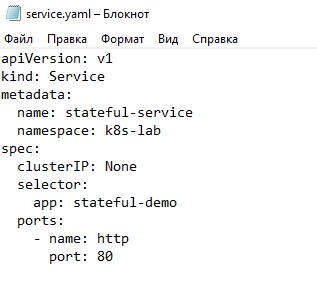 service.yaml – Блокнот
Файл Правка Формат Вид Справка
apiVersion: v1
kind: Service
metadata:
  name: stateful-service
  namespace: k8s-lab
spec:
  clusterIP: None
  selector:
    app: stateful-demo
  ports:
    - name: http
      port: 80